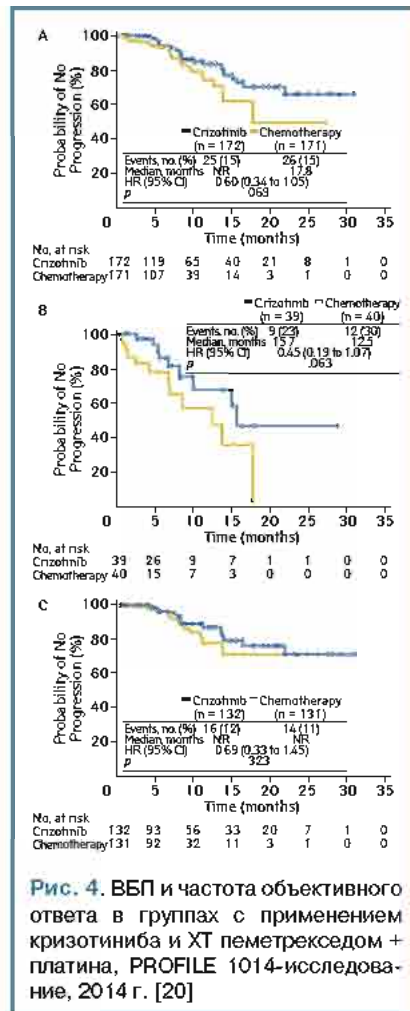 A
Probability of No
Progression (%)
100
80
60
40
20
Crizotinib Chemotherapy
(n = 172) (n = 171)
Events, no. (%) 25 (15) 26 (15)
Median, months NR 17.8
HR (95% CI) 0.60 (0.34 to 1.05)
p .069
0 5 10 15 20 25 30 35
Time (months)
No. at risk
Crizotinib 172 119 65 40 21 8 1 0
Chemotherapy 171 107 39 14 3 1 0 0
B
Probability of No
Progression (%)
100
80
60
40
20
Crizotinib Chemotherapy
(n = 39) (n = 40)
Events, no. (%) 9 (23) 12 (30)
Median, months 15.7 12.5
HR (95% CI) 0.45 (0.19 to 1.07)
p .063
0 5 10 15 20 25 30 35
Time (months)
No. at risk
Crizotinib 39 26 9 7 1 1 0 0
Chemotherapy 40 15 7 3 0 0 0 0
C
Probability of No
Progression (%)
100
80
60
40
20
Crizotinib Chemotherapy
(n = 132) (n = 131)
Events, no. (%) 16 (12) 14 (11)
Median, months NR NR
HR (95% CI) 0.69 (0.33 to 1.45)
p .323
0 5 10 15 20 25 30 35
Time (months)
No. at risk
Crizotinib 132 93 56 33 20 7 1 0
Chemotherapy 131 92 32 11 3 1 0 0
Рис. 4. ВБП и частота объективного
ответа в группах с применением
кризотиниба и ХТ пеметрекседом +
платина, PROFILE 1014-исследова-
ние, 2014 г. [20]